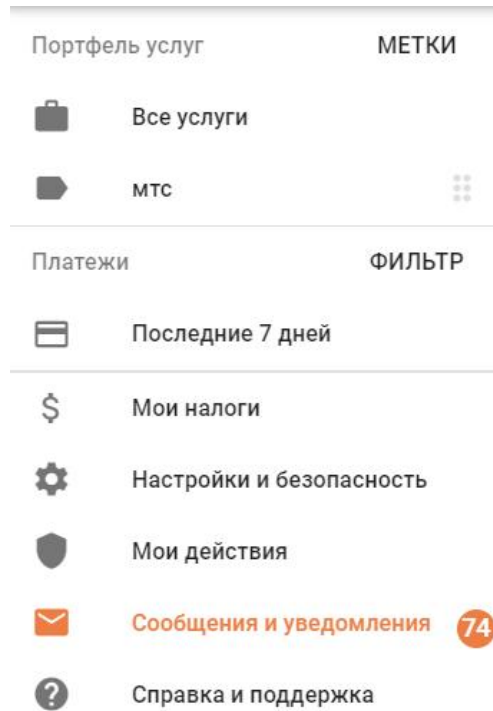 Портфель услуг МЕТКИ
Все услуги
мтс
Платежи ФИЛЬТР
Последние 7 дней
$ Мои налоги
Настройки и безопасность
Мои действия
Сообщения и уведомления 74
? Справка и поддержка